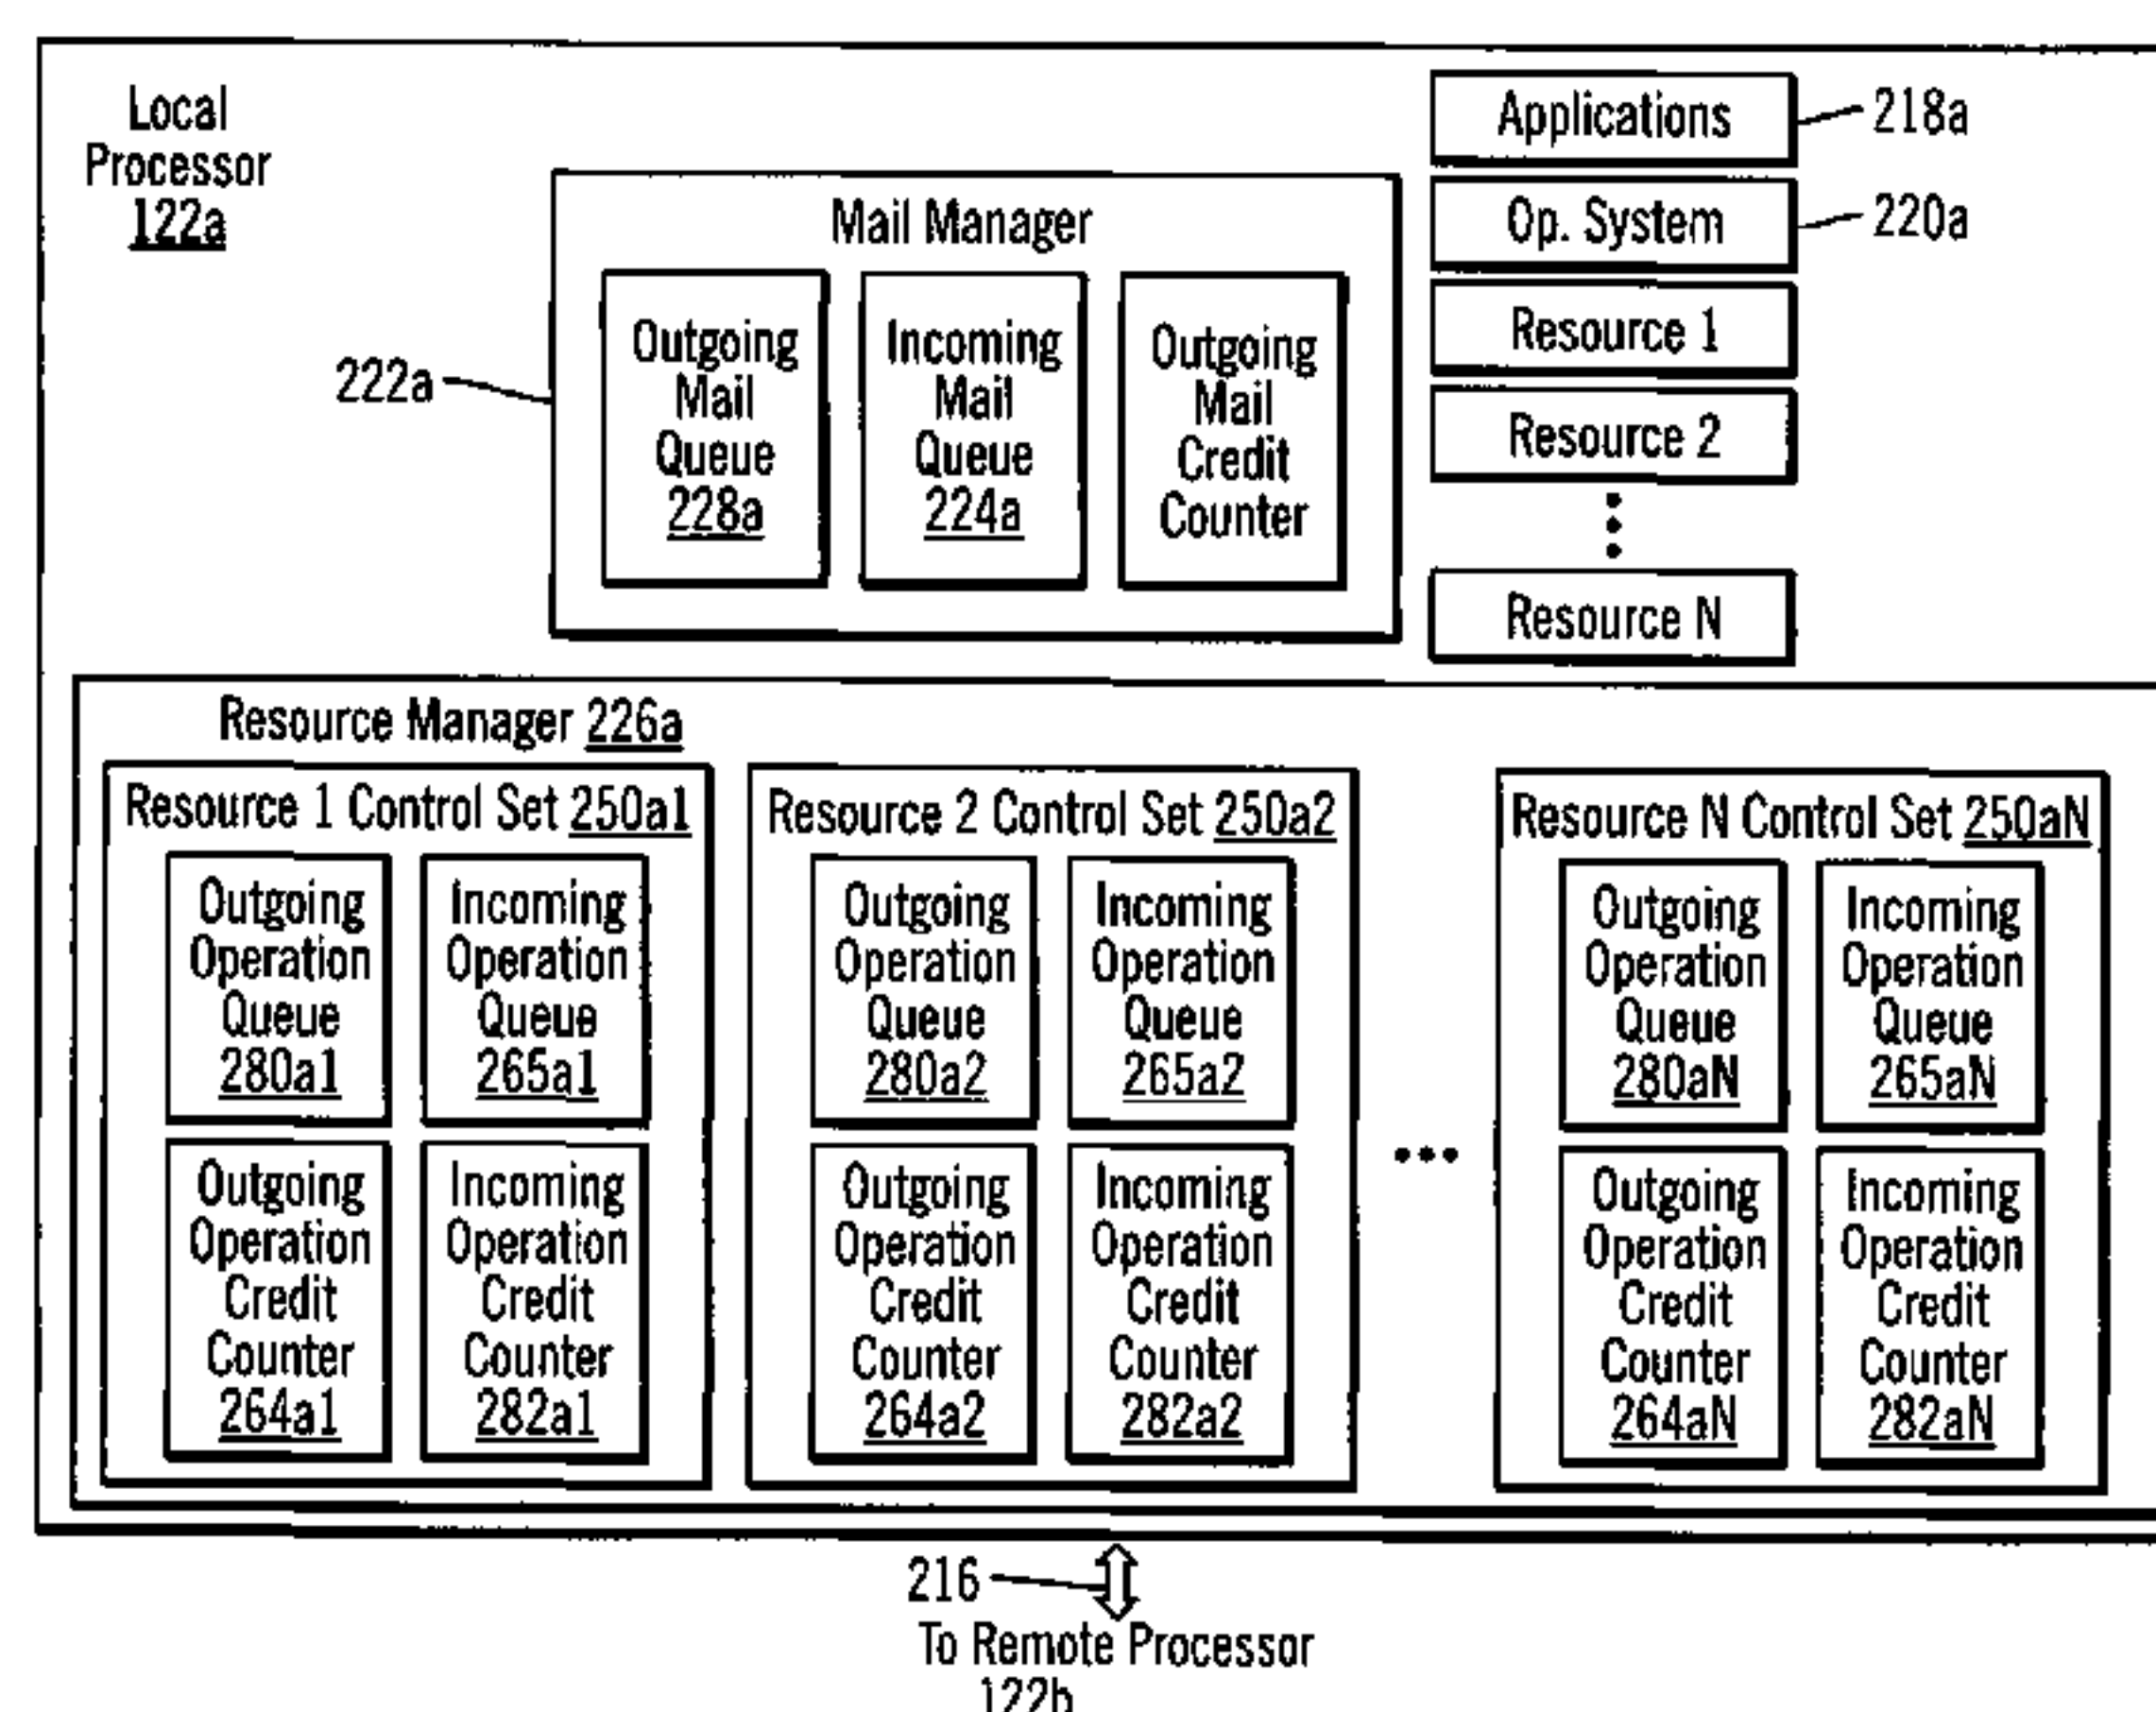 Local
Processor
122a
Applications
218a
Op. System
220a
Mail Manager
Resource 1
Resource 2
Resource N
222a
Outgoing
Mail
Queue
228a
Incoming
Mail
Queue
224a
Outgoing
Mail
Credit
Counter
Resource Manager 226a
Resource 1 Control Set 250a1
Outgoing
Operation
Queue
280a1
Incoming
Operation
Queue
265a1
Outgoing
Operation
Credit
Counter
264a1
Incoming
Operation
Credit
Counter
282a1
Resource 2 Control Set 250a2
Outgoing
Operation
Queue
280a2
Incoming
Operation
Queue
265a2
Outgoing
Operation
Credit
Counter
264a2
Incoming
Operation
Credit
Counter
282a2
Resource N Control Set 250aN
Outgoing
Operation
Queue
280aN
Incoming
Operation
Queue
265aN
Outgoing
Operation
Credit
Counter
264aN
Incoming
Operation
Credit
Counter
282aN
216
To Remote Processor
122b